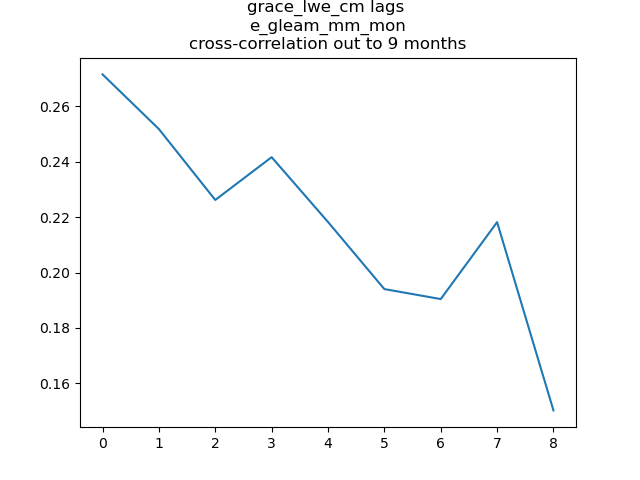 grace_lwe_cm lags
e_gleam_mm_mon
cross-correlation out to 9 months
0.26
0.24
0.22
0.20
0.18
0.16
0 1 2 3 4 5 6 7 8